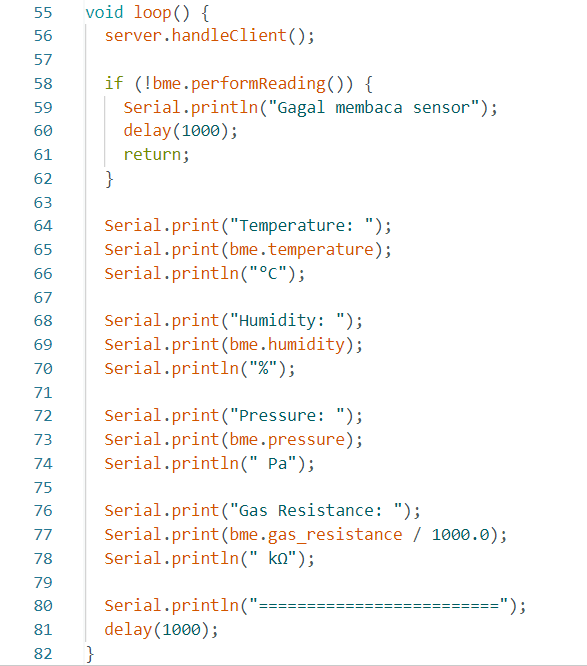 55 void loop() {
56 server.handleClient();
57
58 if (!bme.performReading()) {
59 Serial.println("Gagal membaca sensor");
60 delay(1000);
61 return;
62 }
63
64 Serial.print("Temperature: ");
65 Serial.print(bme.temperature);
66 Serial.println("°C");
67
68 Serial.print("Humidity: ");
69 Serial.print(bme.humidity);
70 Serial.println("%");
71
72 Serial.print("Pressure: ");
73 Serial.print(bme.pressure);
74 Serial.println(" Pa");
75
76 Serial.print("Gas Resistance: ");
77 Serial.print(bme.gas_resistance / 1000.0);
78 Serial.println(" kΩ");
79
80 Serial.println("=========================");
81 delay(1000);
82 }